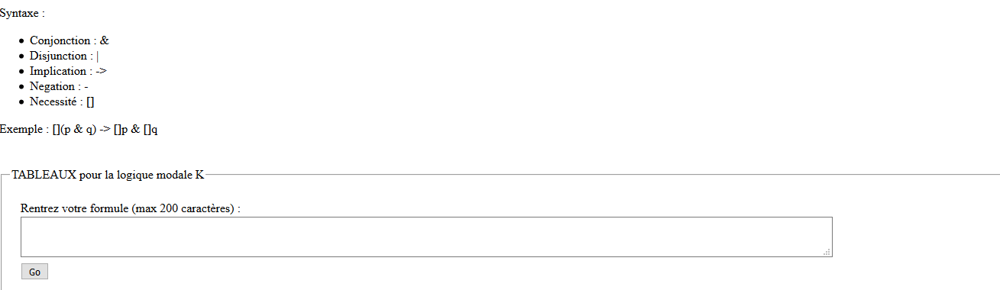 Syntaxe :
Conjonction : &
Disjunction : |
Implication : ->
Negation : -
Necessité : []
Exemple : [](p & q) -> []p & []q
TABLEAUX pour la logique modale K
Rentrez votre formule (max 200 caractères) :
Go